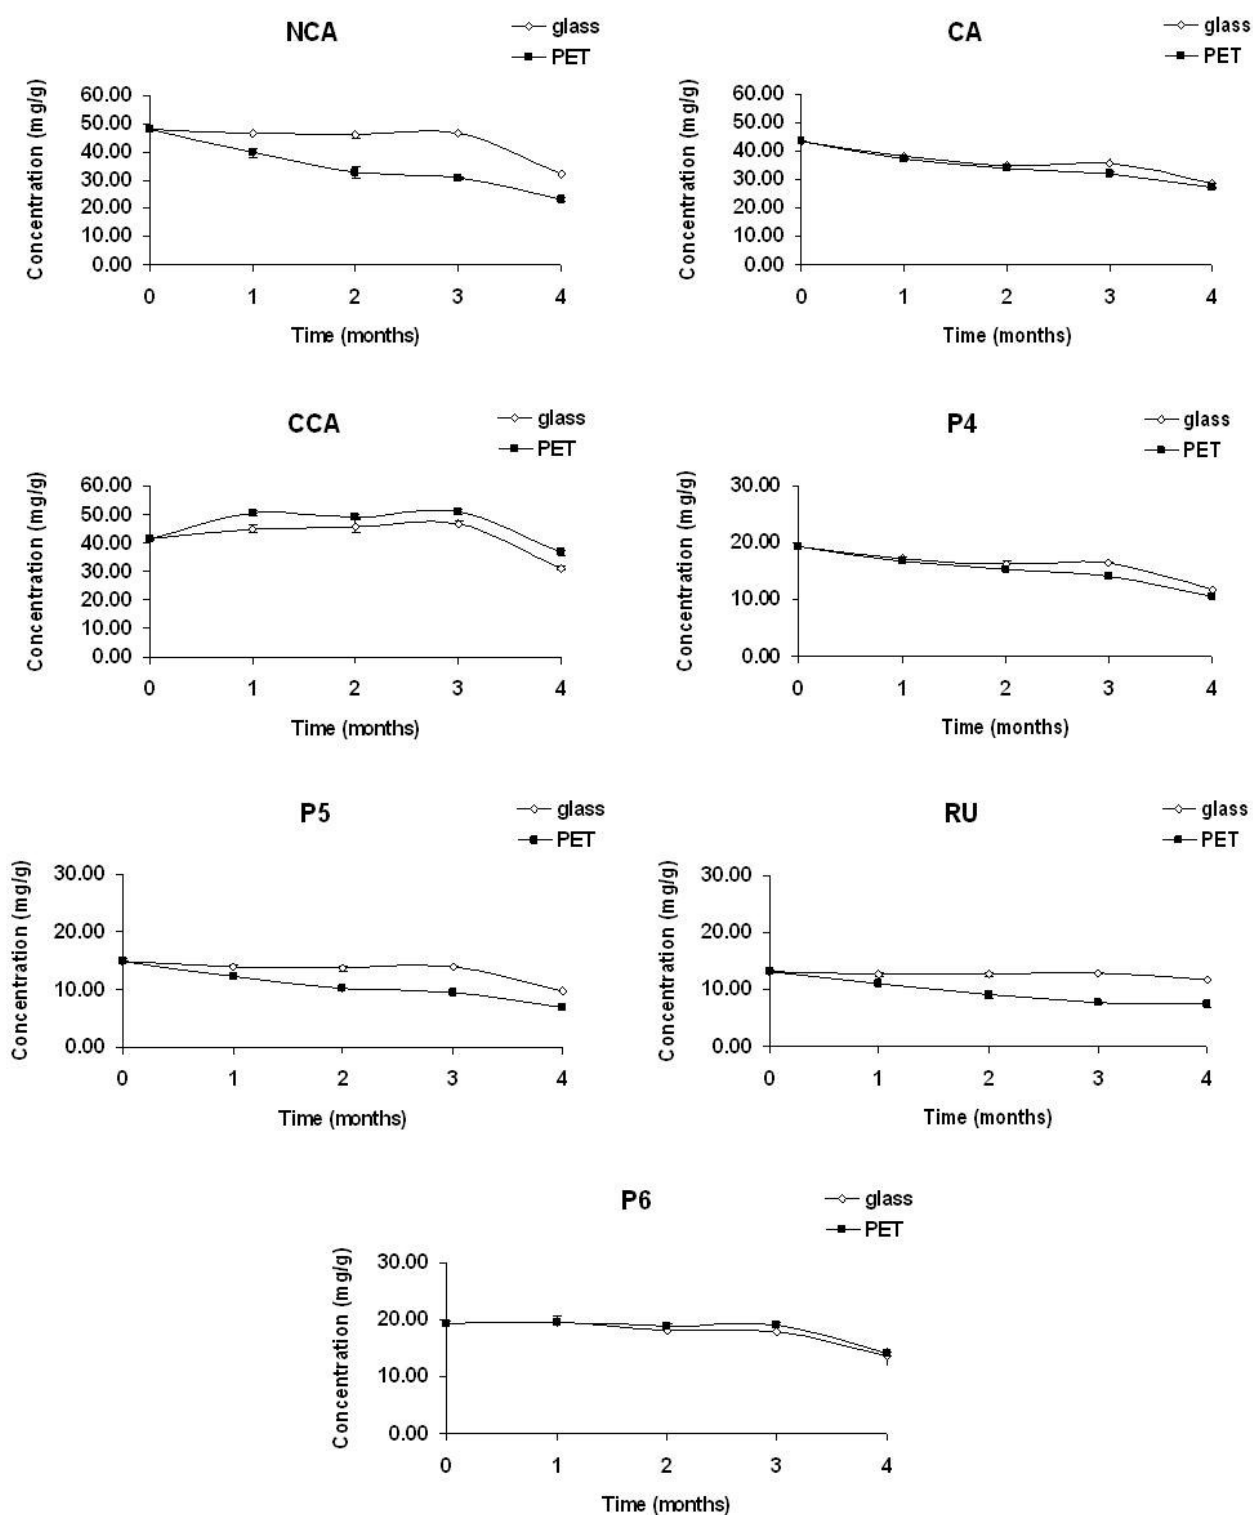 NCA
glass
PET
Concentration (mg/g)
60.00
50.00
40.00
30.00
20.00
10.00
0.00
0 1 2 3 4
Time (months)
CA
glass
PET
Concentration (mg/g)
60.00
50.00
40.00
30.00
20.00
10.00
0.00
0 1 2 3 4
Time (months)
CCA
glass
PET
Concentration (mg/g)
60.00
50.00
40.00
30.00
20.00
10.00
0.00
0 1 2 3 4
Time (months)
P4
glass
PET
Concentration (mg/g)
30.00
20.00
10.00
0.00
0 1 2 3 4
Time (months)
P5
glass
PET
Concentration (mg/g)
30.00
20.00
10.00
0.00
0 1 2 3 4
Time (months)
RU
glass
PET
Concentration (mg/g)
30.00
20.00
10.00
0.00
0 1 2 3 4
Time (months)
P6
glass
PET
Concentration (mg/g)
30.00
20.00
10.00
0.00
0 1 2 3 4
Time (months)